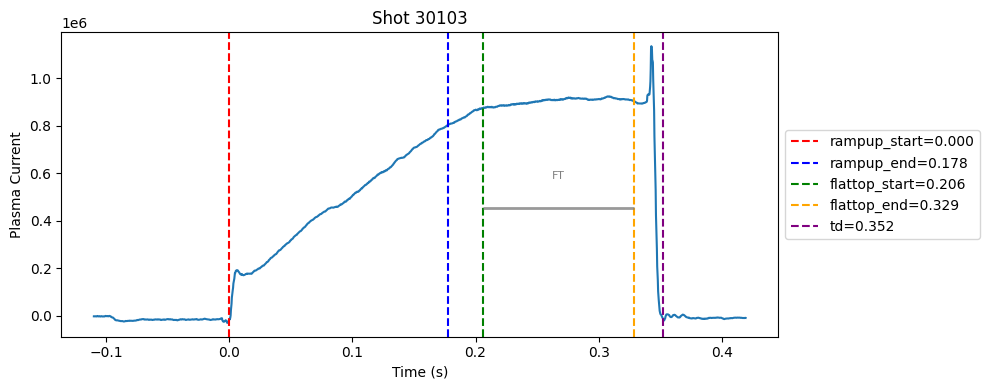 Shot 30103
1e6
1.0
0.8
0.6
0.4
0.2
0.0
Plasma Current
FT
−0.1 0.0 0.1 0.2 0.3 0.4
Time (s)
rampup_start=0.000
rampup_end=0.178
flattop_start=0.206
flattop_end=0.329
td=0.352